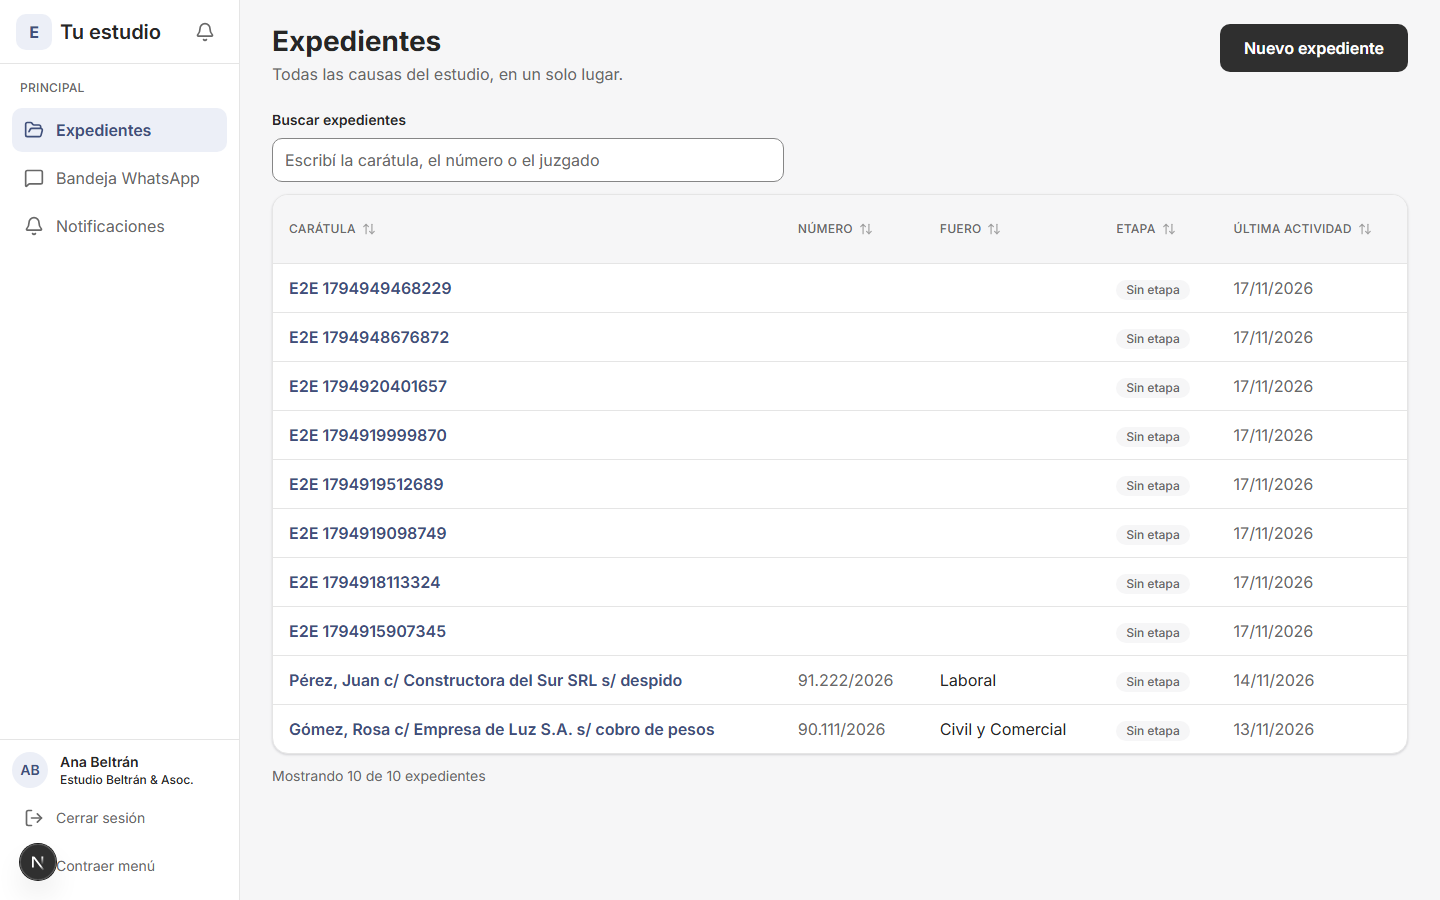 E Tu estudio
PRINCIPAL
Expedientes
Bandeja WhatsApp
Notificaciones
AB Ana Beltrán
Estudio Beltrán & Asoc.
Cerrar sesión
N Contraer menú
Expedientes
Todas las causas del estudio, en un solo lugar.
Nuevo expediente
Buscar expedientes
Escribí la carátula, el número o el juzgado
CARÁTULA NÚMERO FUERO ETAPA ÚLTIMA ACTIVIDAD
E2E 1794949468229 Sin etapa 17/11/2026
E2E 1794948676872 Sin etapa 17/11/2026
E2E 1794920401657 Sin etapa 17/11/2026
E2E 1794919999870 Sin etapa 17/11/2026
E2E 1794919512689 Sin etapa 17/11/2026
E2E 1794919098749 Sin etapa 17/11/2026
E2E 1794918113324 Sin etapa 17/11/2026
E2E 1794915907345 Sin etapa 17/11/2026
Pérez, Juan c/ Constructora del Sur SRL s/ despido 91.222/2026 Laboral Sin etapa 14/11/2026
Gómez, Rosa c/ Empresa de Luz S.A. s/ cobro de pesos 90.111/2026 Civil y Comercial Sin etapa 13/11/2026
Mostrando 10 de 10 expedientes